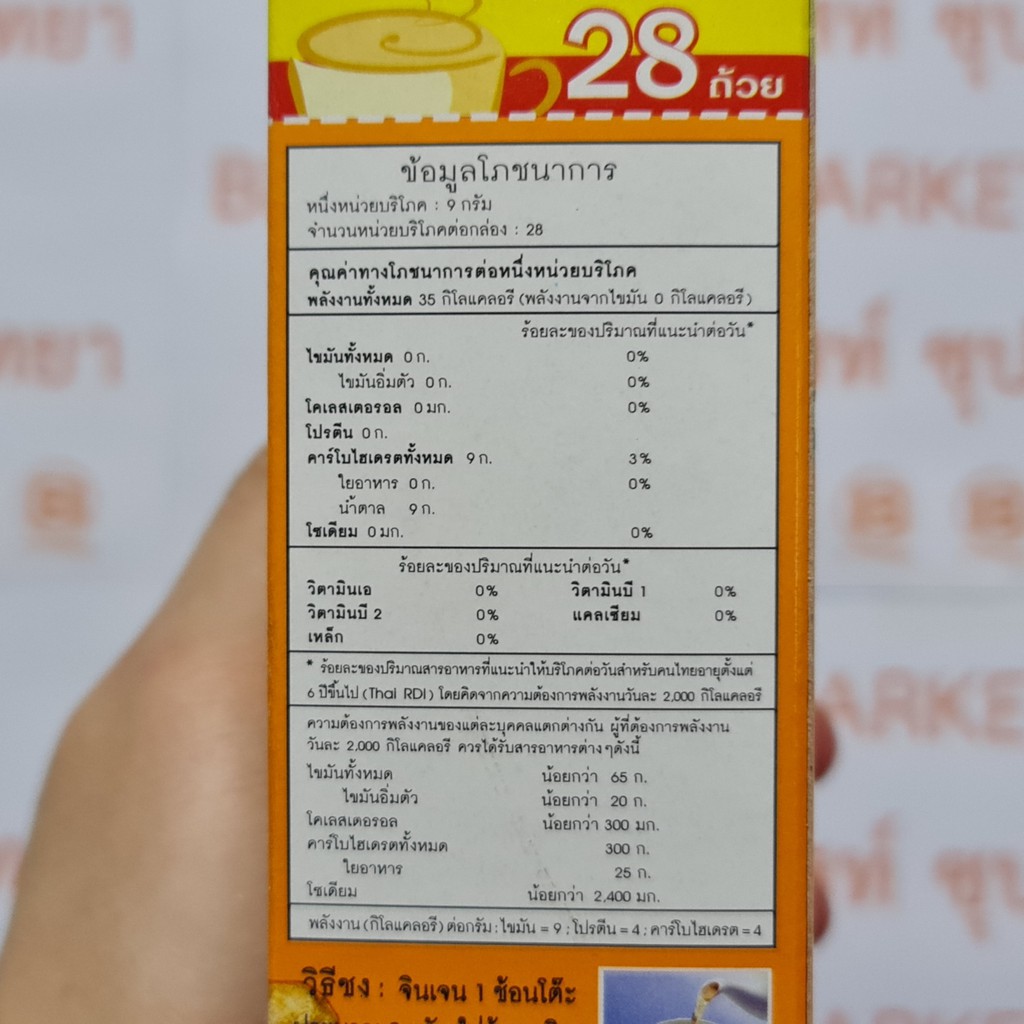 28 ถ้วย
ข้อมูลโภชนาการ
หนึ่งหน่วยบริโภค : 9 กรัม
จำนวนหน่วยบริโภคต่อกล่อง : 28
คุณค่าทางโภชนาการต่อหนึ่งหน่วยบริโภค
พลังงานทั้งหมด 35 กิโลแคลอรี (พลังงานจากไขมัน 0 กิโลแคลอรี)
ร้อยละของปริมาณที่แนะนำต่อวัน*
ไขมันทั้งหมด 0 ก. 0%
ไขมันอิ่มตัว 0 ก. 0%
โคเลสเตอรอล 0 มก. 0%
โปรตีน 0 ก.
คาร์โบไฮเดรตทั้งหมด 9 ก. 3%
ใยอาหาร 0 ก. 0%
น้ำตาล 9 ก.
โซเดียม 0 มก. 0%
ร้อยละของปริมาณที่แนะนำต่อวัน*
วิตามินเอ 0% วิตามินบี 1 0%
วิตามินบี 2 0% แคลเซียม 0%
เหล็ก 0%
* ร้อยละของปริมาณสารอาหารที่แนะนำให้บริโภคต่อวันสำหรับคนไทยอายุตั้งแต่
6 ปีขึ้นไป (Thai RDI) โดยคิดจากความต้องการพลังงานวันละ 2,000 กิโลแคลอรี
ความต้องการพลังงานของแต่ละบุคคลแตกต่างกัน ผู้ที่ต้องการพลังงาน
วันละ 2,000 กิโลแคลอรี ควรได้รับสารอาหารต่างๆดังนี้
ไขมันทั้งหมด น้อยกว่า 65 ก.
ไขมันอิ่มตัว น้อยกว่า 20 ก.
โคเลสเตอรอล น้อยกว่า 300 มก.
คาร์โบไฮเดรตทั้งหมด 300 ก.
ใยอาหาร 25 ก.
โซเดียม น้อยกว่า 2,400 มก.
พลังงาน (กิโลแคลอรี) ต่อกรัม : ไขมัน = 9 ; โปรตีน = 4 ; คาร์โบไฮเดรต = 4
วิธีชง : จินเจน 1 ช้อนโต๊ะ